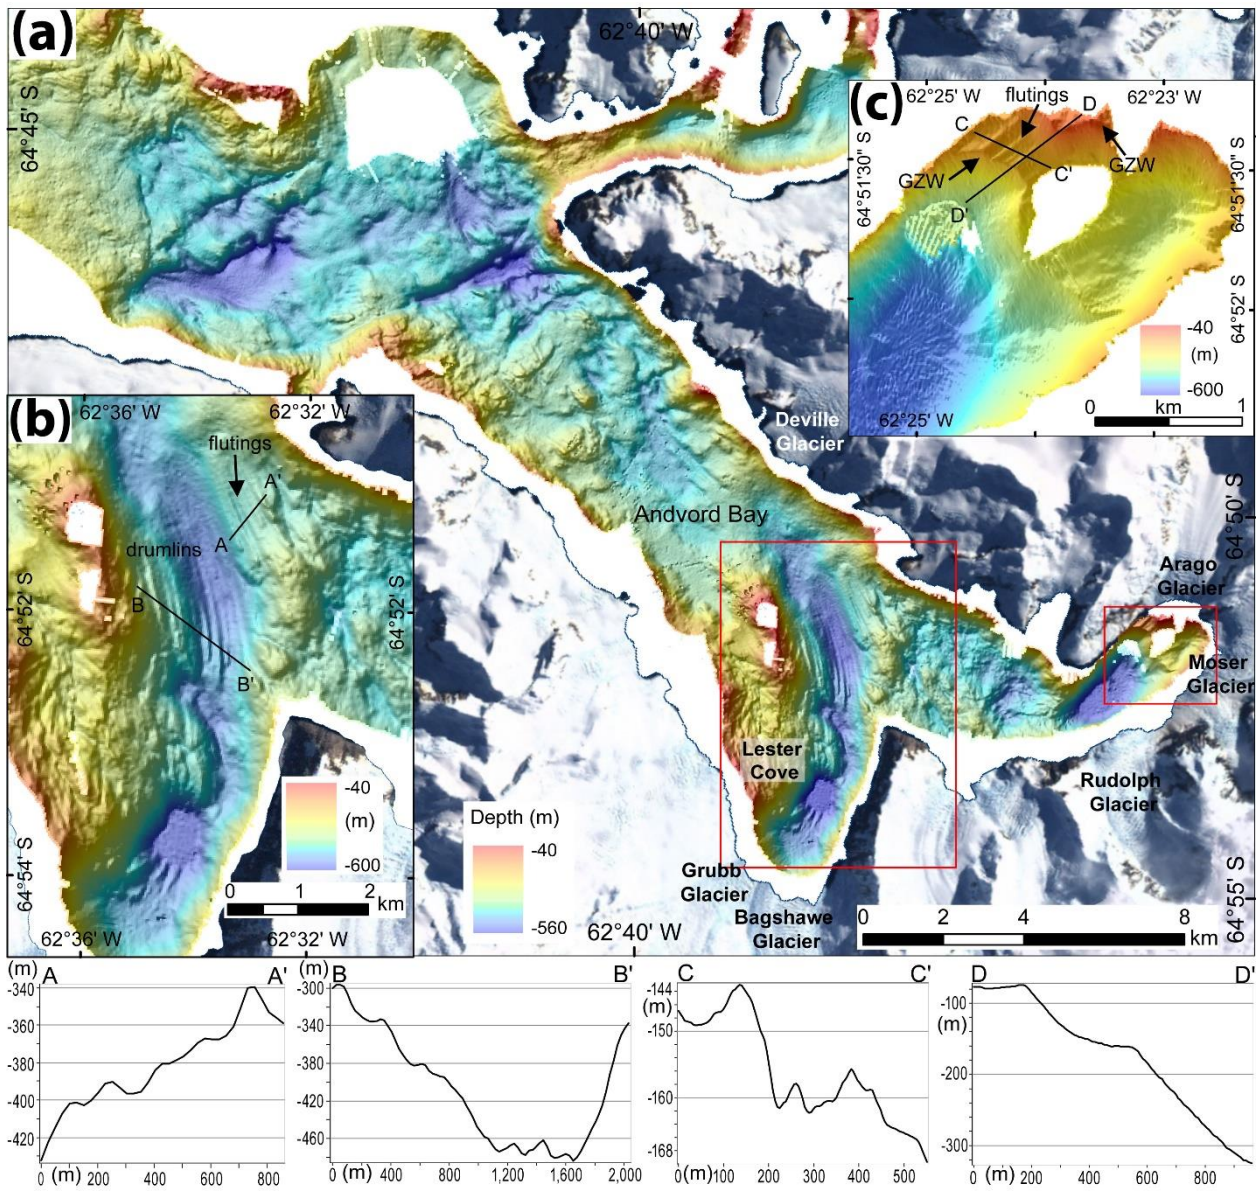 (a)
62°40' W
64°45' S
Deville
Glacier
Andvord Bay
64°50' S
Arago
Glacier
Moser
Glacier
Rudolph
Glacier
Lester
Cove
Grubb
Glacier
Bagshawe
Glacier
64°55' S
62°40' W
Depth (m)
-40
-560
0 2 4 6 8
km
(b)
62°36' W 62°32' W
flutings
A'
A
drumlins
B
64°52' S 64°52' S
B'
-40
(m)
-600
0 1 2
km
64°54' S
62°36' W 62°32' W
(c)
62°25' W 62°23' W
flutings
D
C
GZW
GZW
C'
D'
64°51'30" S 64°51'30" S
64°52' S
-40
(m)
-600
62°25' W
0 km 1
(m) A A'
-340
-360
-380
-400
-420
0 (m) 200 400 600 800
(m) B B'
-300
-340
-380
-420
-460
0 (m) 400 800 1,200 1,600 2,000
C C'
-144
(m)
-150
-160
-168
0 (m) 100 200 300 400 500
D D'
-100
(m)
-200
-300
0 (m) 200 400 600 800